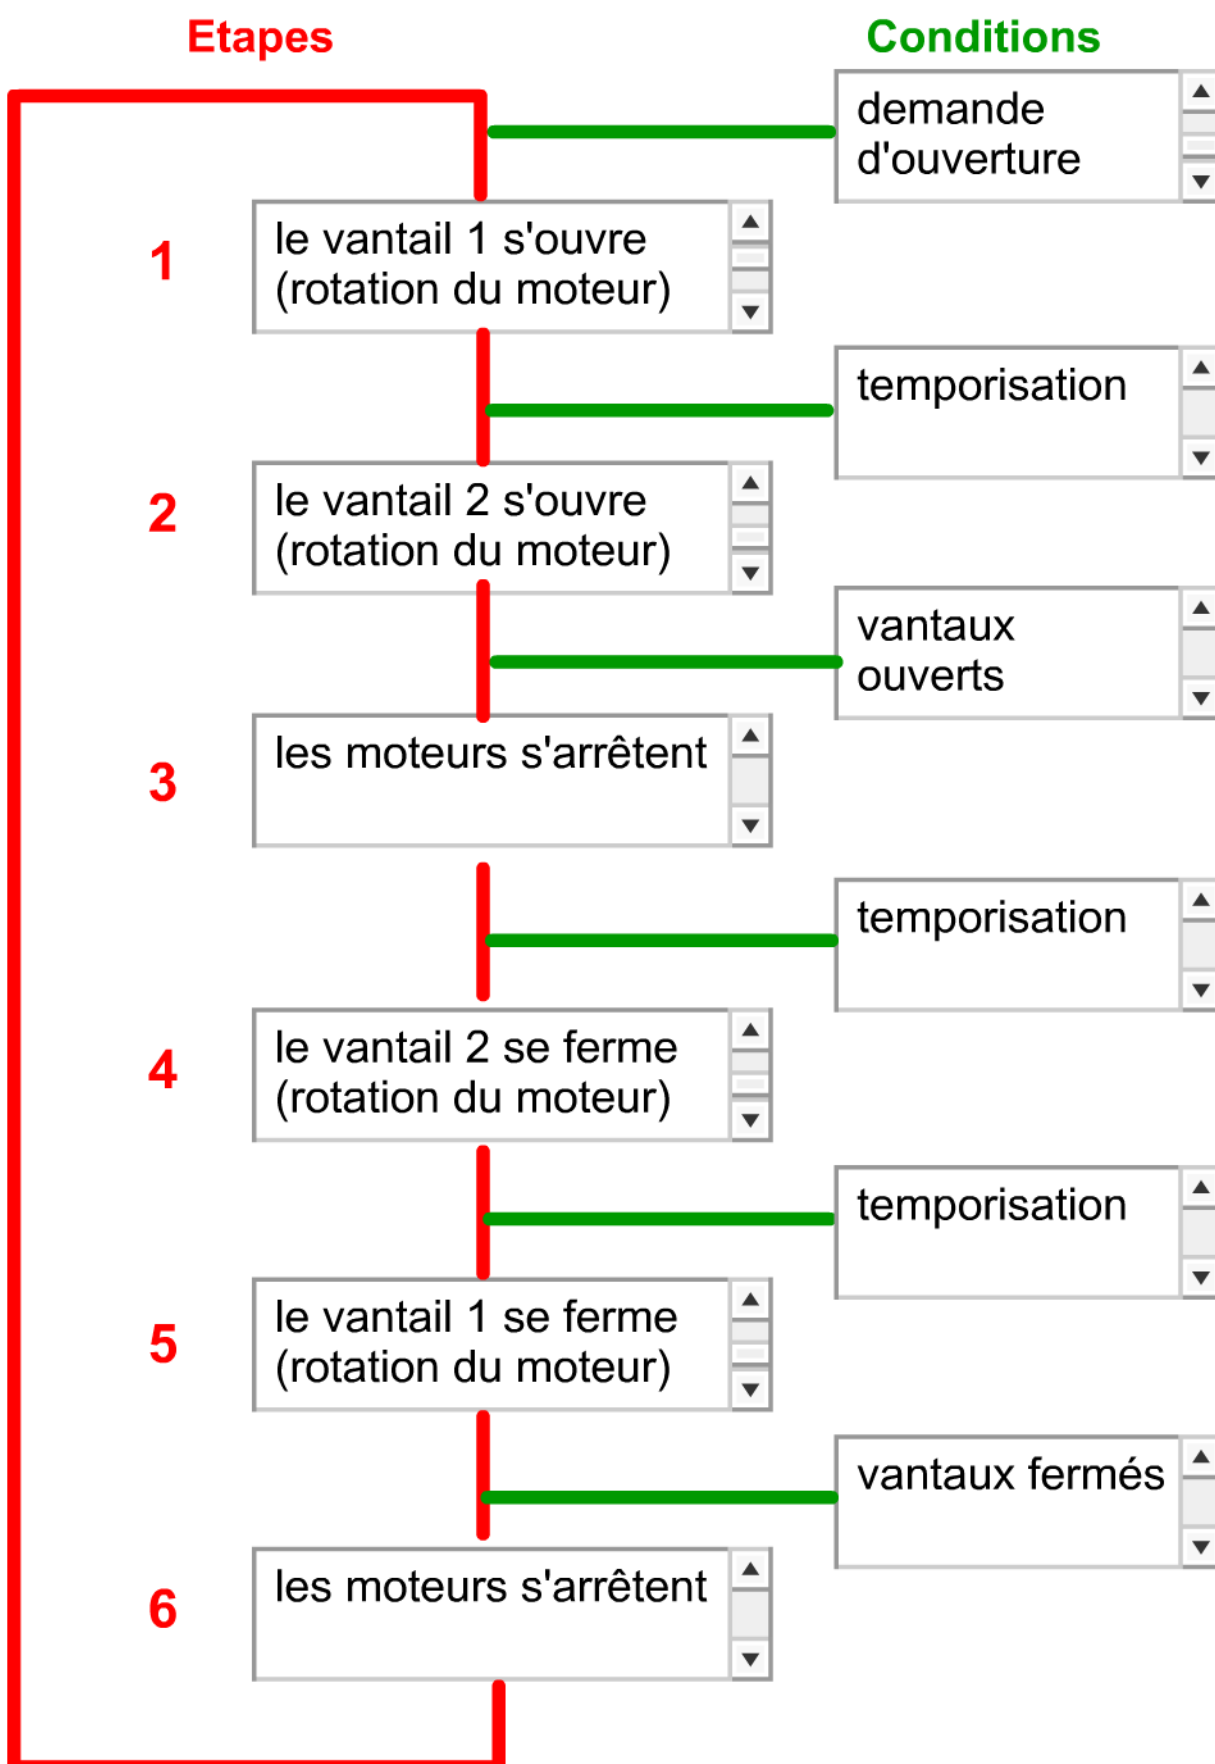 Etapes
Conditions
demande
d'ouverture
1
le vantail 1 s'ouvre
(rotation du moteur)
temporisation
2
le vantail 2 s'ouvre
(rotation du moteur)
vantaux
ouverts
3
les moteurs s'arrêtent
temporisation
4
le vantail 2 se ferme
(rotation du moteur)
temporisation
5
le vantail 1 se ferme
(rotation du moteur)
vantaux fermés
6
les moteurs s'arrêtent